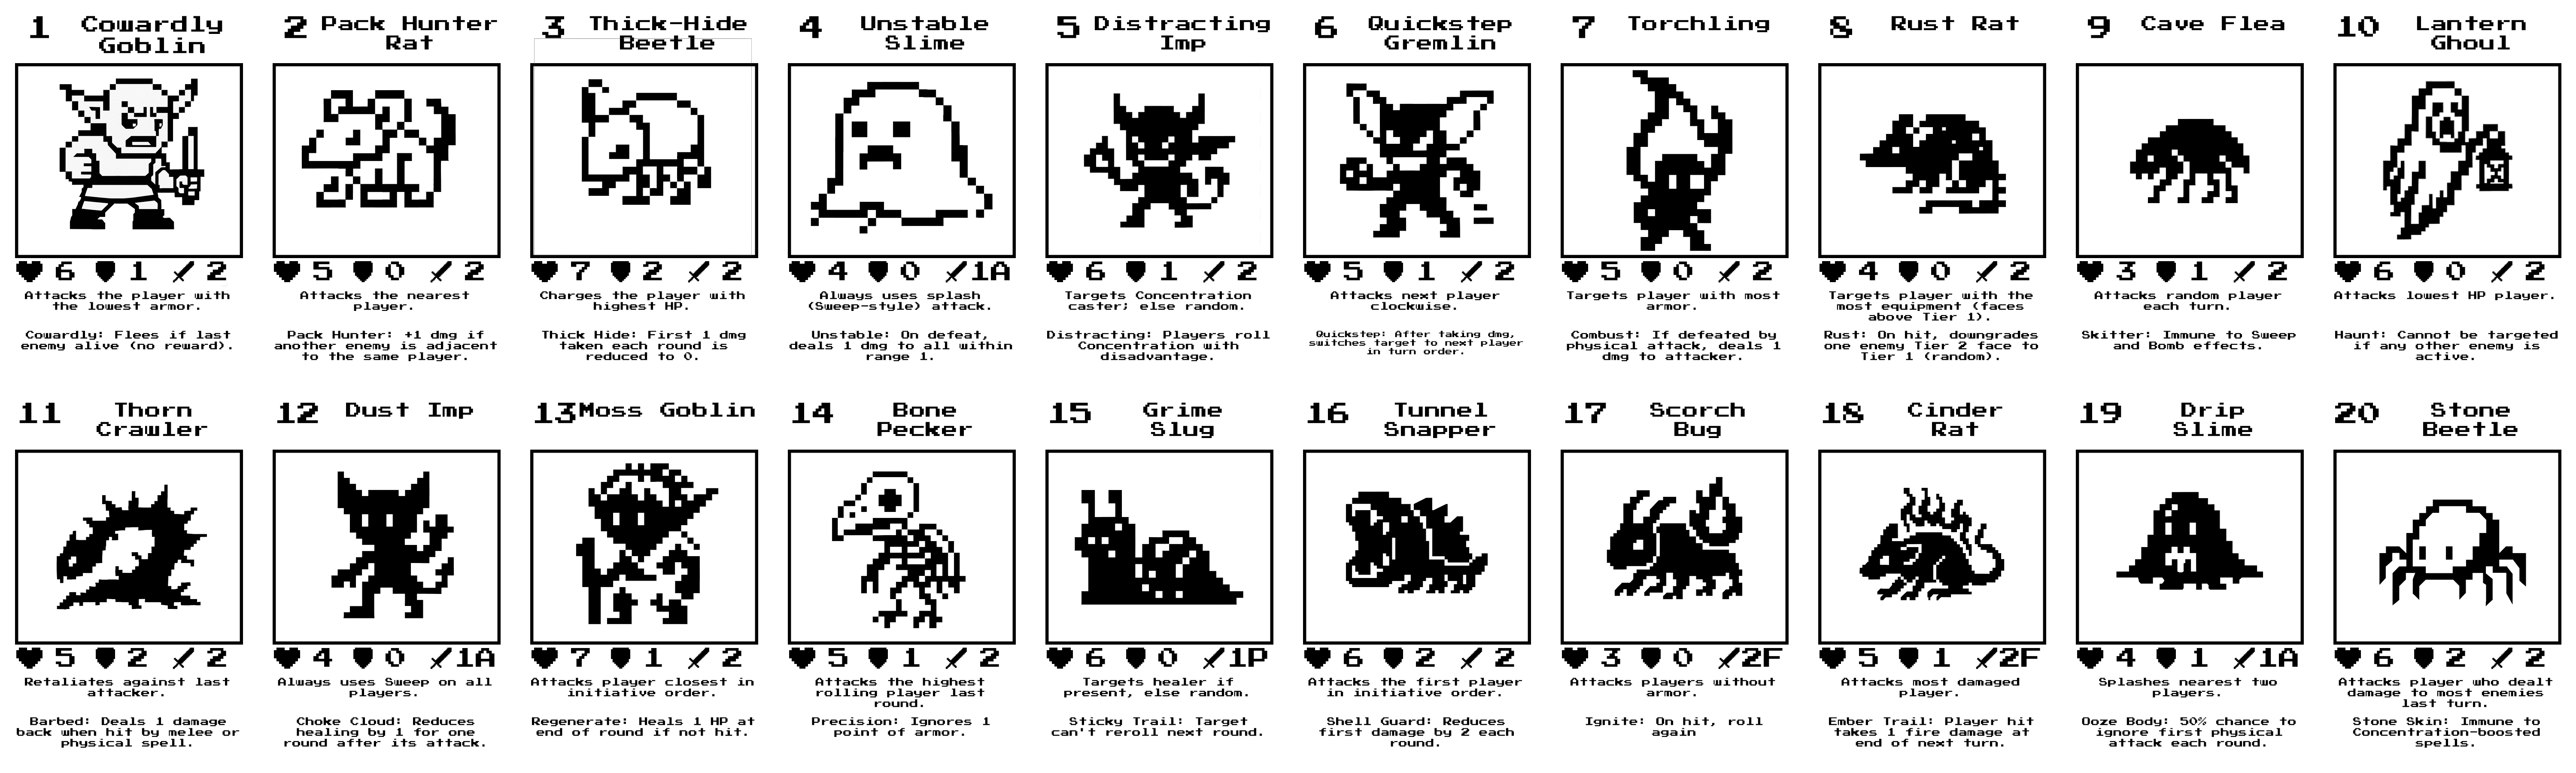 1 Cowardly
Goblin
6 1 2
Attacks the player with
the lowest armor.
Cowardly: Flees if last
enemy alive (no reward).
2 Pack Hunter
Rat
5 0 2
Attacks the nearest
player.
Pack Hunter: +1 dmg if
another enemy is adjacent
to the same player.
3 Thick-Hide
Beetle
7 2 2
Charges the player with
highest HP.
Thick Hide: First 1 dmg
taken each round is
reduced to 0.
4 Unstable
Slime
4 0 1A
Always uses splash
(Sweep-style) attack.
Unstable: On defeat,
deals 1 dmg to all within
range 1.
5 Distracting
Imp
6 1 2
Targets Concentration
caster; else random.
Distracting: Players roll
Concentration with
disadvantage.
6 Quickstep
Gremlin
5 1 2
Attacks next player
clockwise.
Quickstep: After taking dmg,
switches target to next player
in turn order.
7 Torchling
5 0 2
Targets player with most
armor.
Combust: If defeated by
physical attack, deals 1
dmg to attacker.
8 Rust Rat
4 0 2
Targets player with the
most equipment (faces
above Tier 1).
Rust: On hit, downgrades
one enemy Tier 2 face to
Tier 1 (random).
9 Cave Flea
3 1 2
Attacks random player
each turn.
Skitter: Immune to Sweep
and Bomb effects.
10 Lantern
Ghoul
6 0 2
Attacks lowest HP player.
Haunt: Cannot be targeted
if any other enemy is
active.
11 Thorn
Crawler
5 2 2
Retaliates against last
attacker.
Barbed: Deals 1 damage
back when hit by melee or
physical spell.
12 Dust Imp
4 0 1A
Always uses Sweep on all
players.
Choke Cloud: Reduces
healing by 1 for one
round after its attack.
13 Moss Goblin
7 1 2
Attacks player closest in
initiative order.
Regenerate: Heals 1 HP at
end of round if not hit.
14 Bone
Pecker
5 1 2
Attacks the highest
rolling player last
round.
Precision: Ignores 1
point of armor.
15 Grime
Slug
6 0 1P
Targets healer if
present, else random.
Sticky Trail: Target
can't reroll next round.
16 Tunnel
Snapper
6 2 2
Attacks the first player
in initiative order.
Shell Guard: Reduces
first damage by 2 each
round.
17 Scorch
Bug
3 0 2F
Attacks players without
armor.
Ignite: On hit, roll
again
18 Cinder
Rat
5 1 2F
Attacks most damaged
player.
Ember Trail: Player hit
takes 1 fire damage at
end of next turn.
19 Drip
Slime
4 1 1A
Splashes nearest two
players.
Ooze Body: 50% chance to
ignore first physical
attack each round.
20 Stone
Beetle
6 2 2
Attacks player who dealt
damage to most enemies
last turn.
Stone Skin: Immune to
Concentration-boosted
spells.